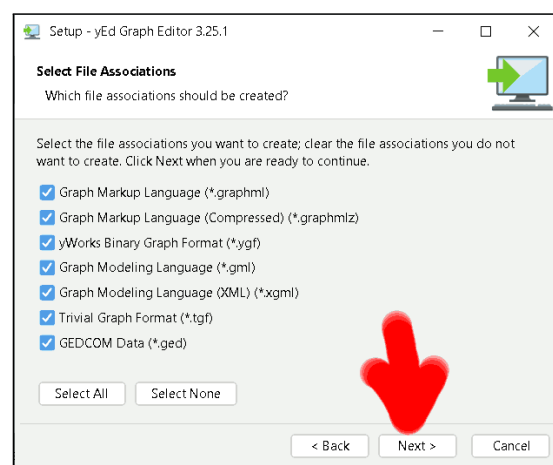 Setup - yEd Graph Editor 3.25.1
Select File Associations
Which file associations should be created?
Select the file associations you want to create; clear the file associations you do not
want to create. Click Next when you are ready to continue.
Graph Markup Language (*.graphml)
Graph Markup Language (Compressed) (*.graphmlz)
yWorks Binary Graph Format (*.ygf)
Graph Modeling Language (*.gml)
Graph Modeling Language (XML) (*.xgml)
Trivial Graph Format (*.tgf)
GEDCOM Data (*.ged)
Select All Select None
< Back Next > Cancel